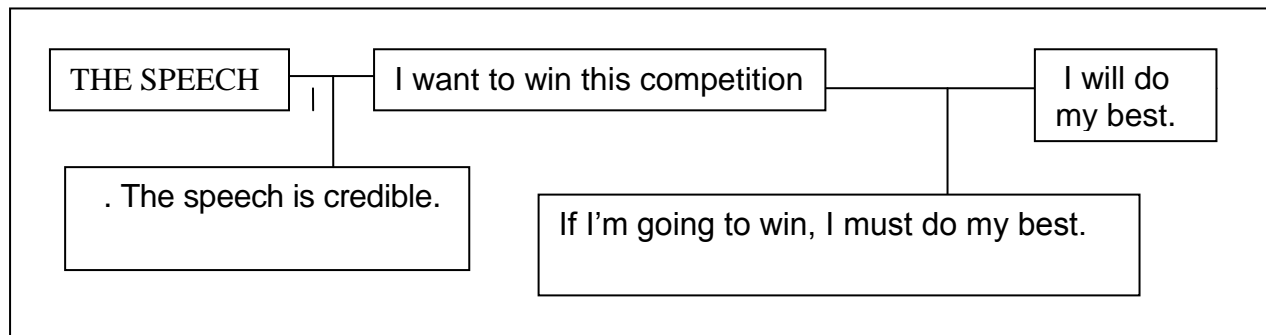 THE SPEECH
I want to win this competition
I will do
my best.
. The speech is credible.
If I’m going to win, I must do my best.